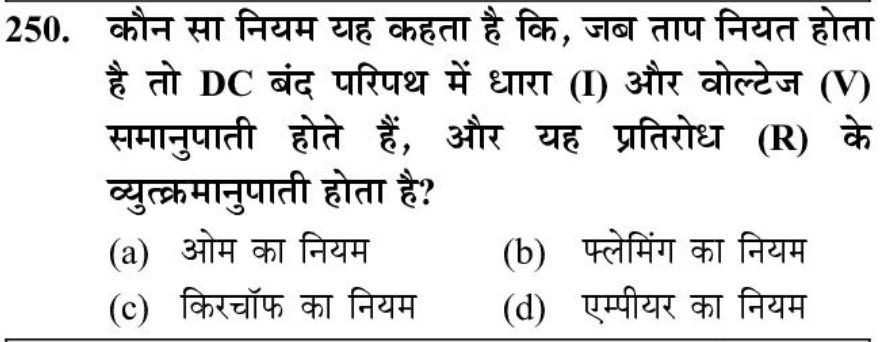 250. कौन सा नियम यह कहता है कि, जब ताप नियत होता
है तो DC बंद परिपथ में धारा (I) और वोल्टेज (V)
समानुपाती होते हैं, और यह प्रतिरोध (R) के
व्युत्क्रमानुपाती होता है?
(a) ओम का नियम (b) फ्लेमिंग का नियम
(c) किरचॉफ का नियम (d) एम्पीयर का नियम